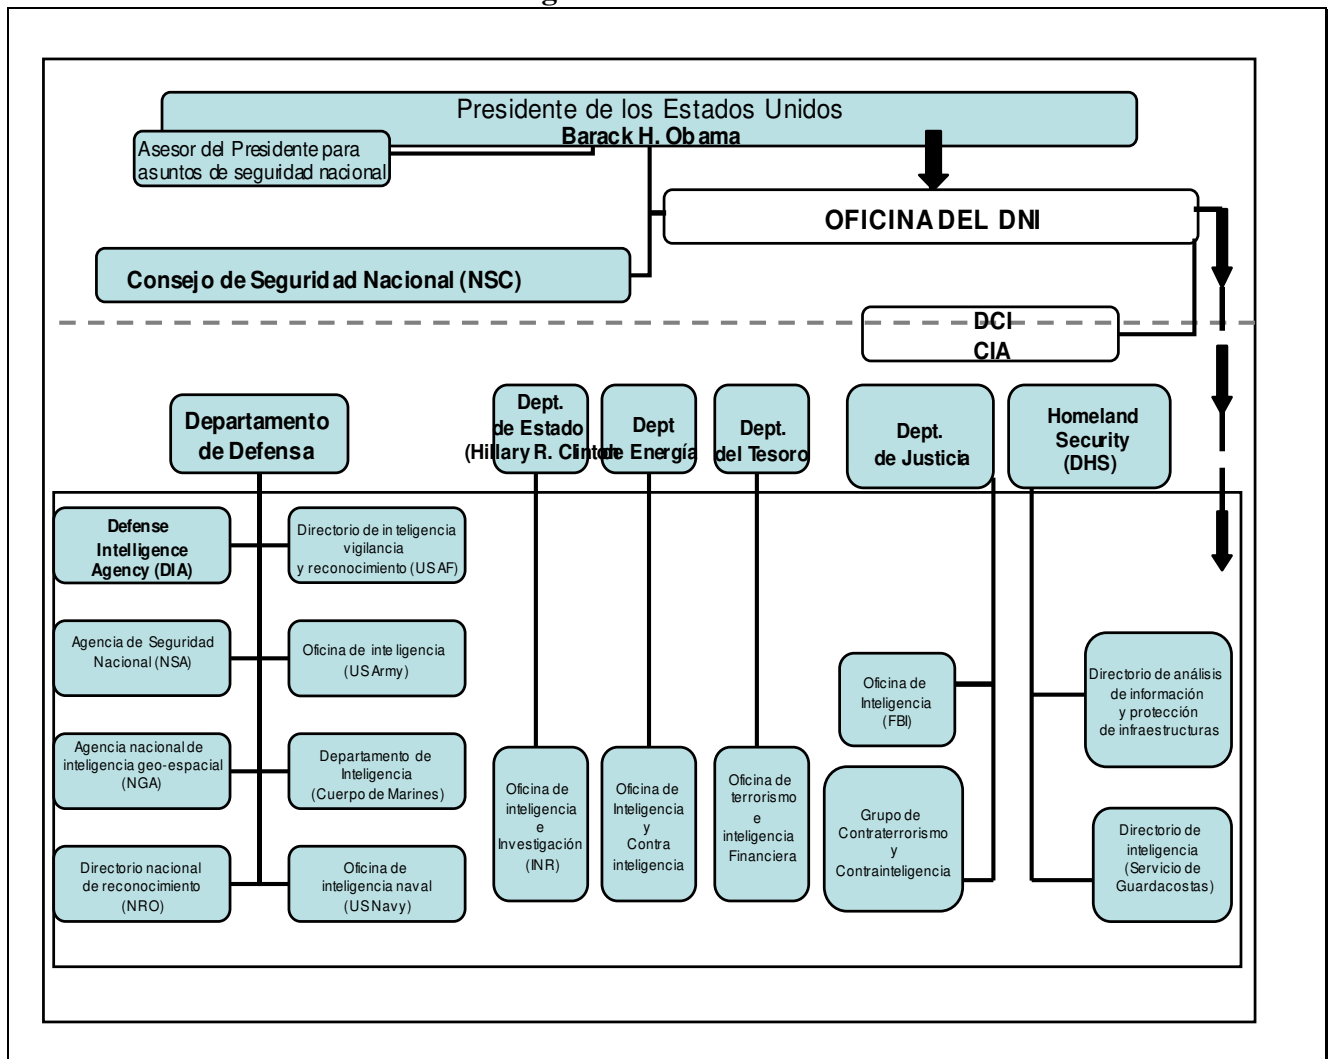 Presidente de los Estados Unidos
Barack H. Obama
Asesor del Presidente para
asuntos de seguridad nacional
OFICINA DEL DNI
Consejo de Seguridad Nacional (NSC)
DCI
CIA
Departamento
de Defensa
Dept.
de Estado
(Hillary R. Clinton
Dept
de Energía
Dept.
del Tesoro
Dept.
de Justicia
Homeland
Security
(DHS)
Defense
Intelligence
Agency (DIA)
Directorio de inteligencia
vigilancia
y reconocimiento (USAF)
Agencia de Seguridad
Nacional (NSA)
Oficina de inteligencia
(US Army)
Agencia nacional de
inteligencia geo-espacial
(NGA)
Departamento de
Inteligencia
(Cuerpo de Marines)
Directorio nacional
de reconocimiento
(NRO)
Oficina de
inteligencia naval
(US Navy)
Oficina de
inteligencia
e
Investigación
(INR)
Oficina de
Inteligencia
y
Contra
inteligencia
Oficina de
terrorismo
e
inteligencia
Financiera
Oficina de
Inteligencia
(FBI)
Grupo de
Contraterrorismo
y
Contrainteligencia
Directorio de análisis
de información
y protección
de infraestructuras
Directorio de
inteligencia
(Servicio de
Guardacostas)